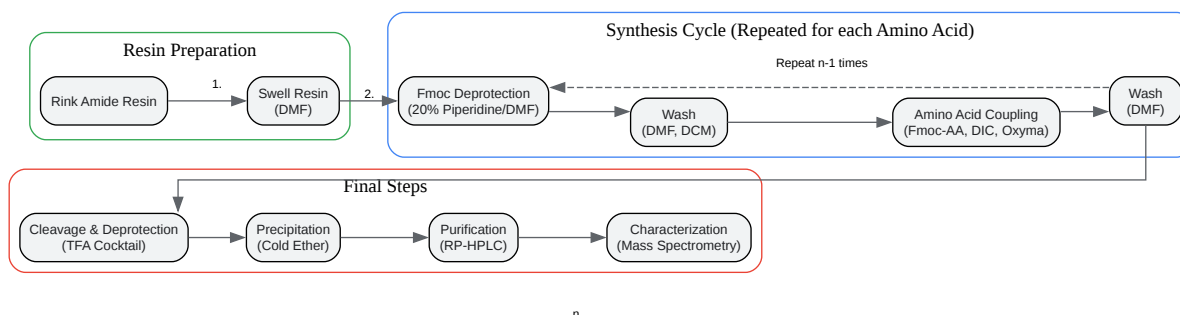 Synthesis Cycle (Repeated for each Amino Acid)
Resin Preparation
Repeat n-1 times
1.
2.
Rink Amide Resin
Swell Resin
(DMF)
Fmoc Deprotection
(20% Piperidine/DMF)
Wash
(DMF, DCM)
Amino Acid Coupling
(Fmoc-AA, DIC, Oxyma)
Wash
(DMF)
Final Steps
Cleavage & Deprotection
(TFA Cocktail)
Precipitation
(Cold Ether)
Purification
(RP-HPLC)
Characterization
(Mass Spectrometry)